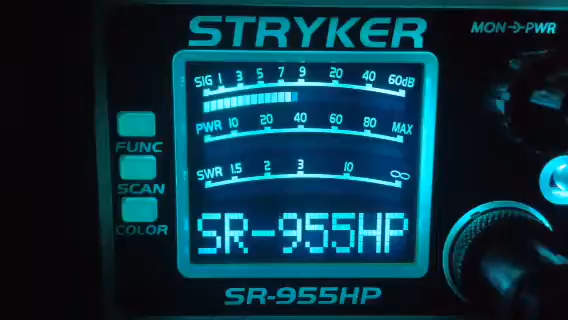 STRYKER
MON PWR
SIG 1 3 5 7 9 20 40 60dB
PWR 10 20 40 60 80 MAX
SWR 1.5 2 3 10 ∞
FUNC
SCAN
COLOR
SR-955HP
SR-955HP